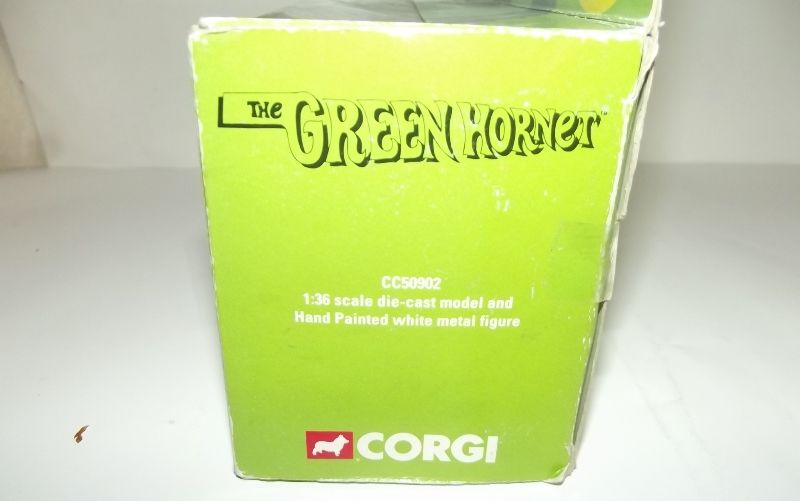 THe GREEN HORNeT™
CC50902
1:36 scale die-cast model and
Hand Painted white metal figure
CORGI